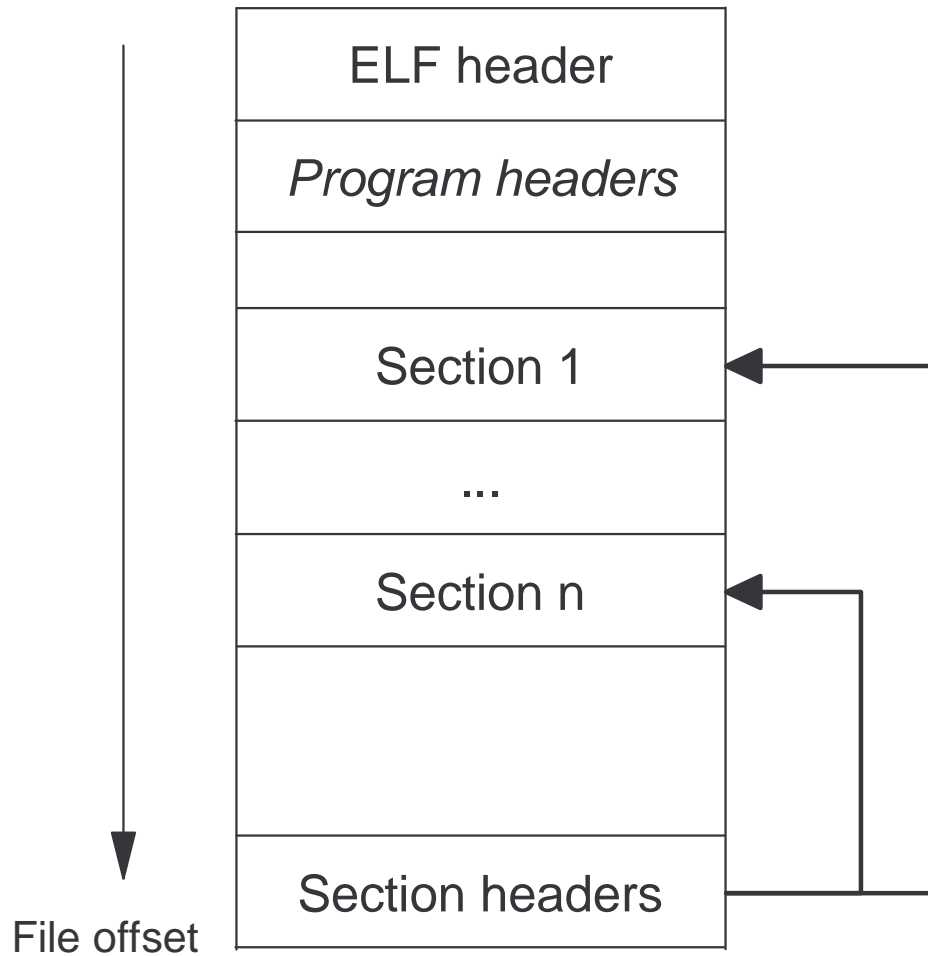 ELF header
Program headers
Section 1
...
Section n
Section headers
File offset